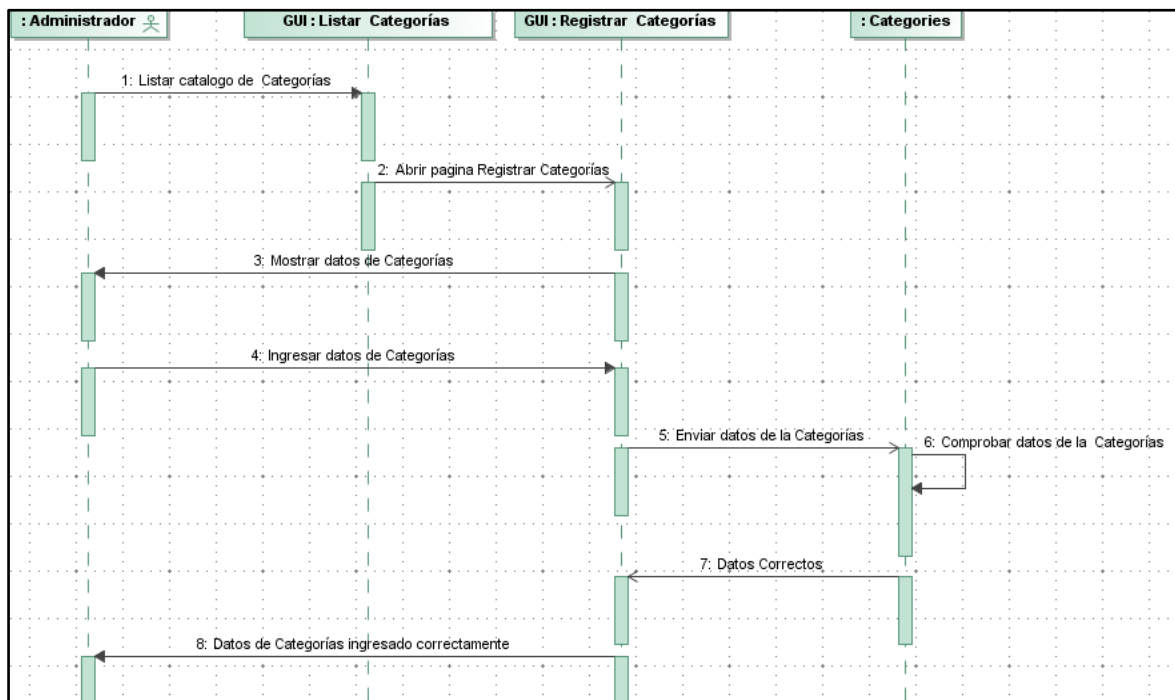 : Administrador
GUI : Listar Categorías
GUI : Registrar Categorías
: Categories
1: Listar catalogo de Categorías
2: Abrir pagina Registrar Categorías
3: Mostrar datos de Categorías
4: Ingresar datos de Categorías
5: Enviar datos de la Categorías
6: Comprobar datos de la Categorías
7: Datos Correctos
8: Datos de Categorías ingresado correctamente